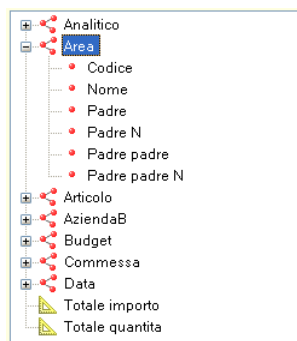 Analitico
Area
Codice
Nome
Padre
Padre N
Padre padre
Padre padre N
Articolo
AziendaB
Budget
Commessa
Data
Totale importo
Totale quantita